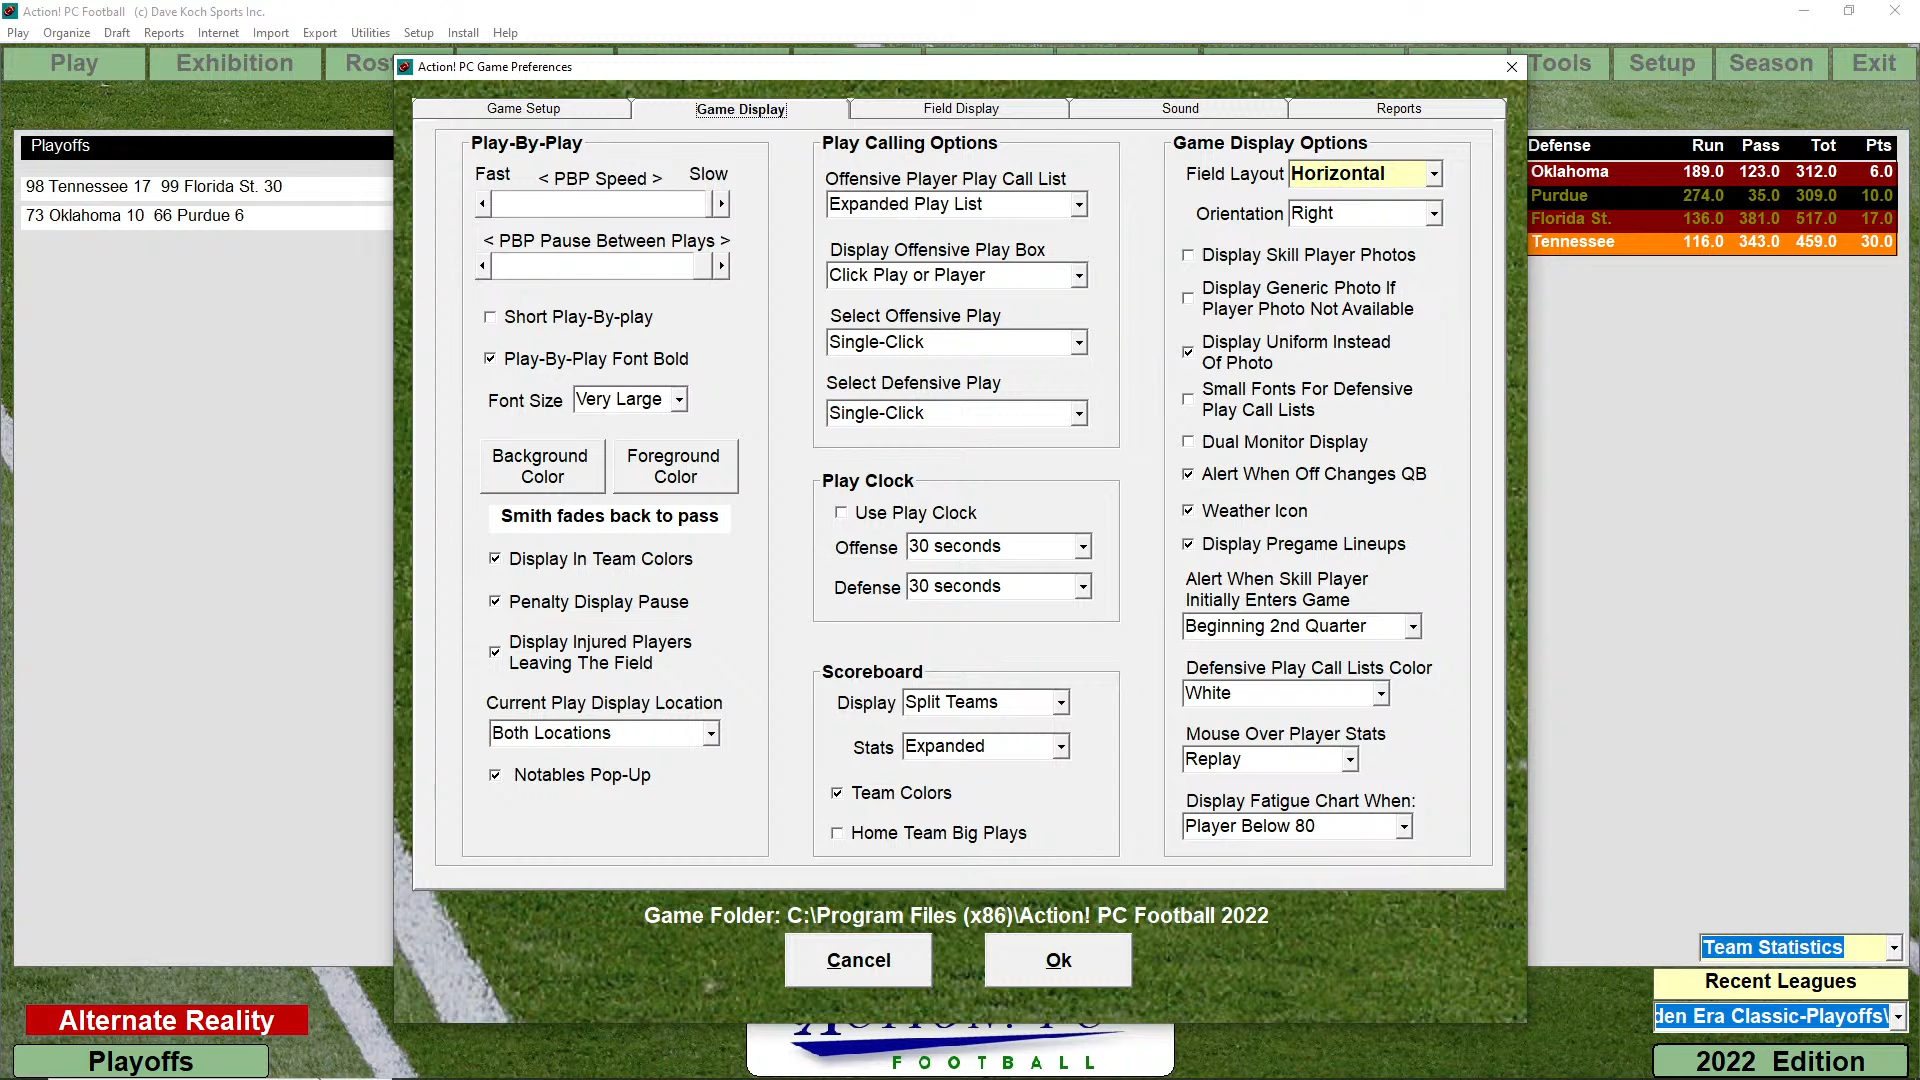 Action! PC Football (c) Dave Koch Sports Inc.
Play Organize Draft Reports Internet Import Export Utilities Setup Install Help
Play Exhibition Tools Setup Season Exit
Action! PC Game Preferences
Game Setup Game Display Field Display Sound Reports
Playoffs
98 Tennessee 17 99 Florida St. 30
73 Oklahoma 10 66 Purdue 6
Play-By-Play
Fast < PBP Speed > Slow
< PBP Pause Between Plays >
Short Play-By-play
Play-By-Play Font Bold
Font Size Very Large
Background Color
Foreground Color
Smith fades back to pass
Display In Team Colors
Penalty Display Pause
Display Injured Players
Leaving The Field
Current Play Display Location
Both Locations
Notables Pop-Up
Play Calling Options
Offensive Player Play Call List
Expanded Play List
Display Offensive Play Box
Click Play or Player
Select Offensive Play
Single-Click
Select Defensive Play
Single-Click
Play Clock
Use Play Clock
Offense 30 seconds
Defense 30 seconds
Scoreboard
Display Split Teams
Stats Expanded
Team Colors
Home Team Big Plays
Game Display Options
Field Layout Horizontal
Orientation Right
Display Skill Player Photos
Display Generic Photo If
Player Photo Not Available
Display Uniform Instead
Of Photo
Small Fonts For Defensive
Play Call Lists
Dual Monitor Display
Alert When Off Changes QB
Weather Icon
Display Pregame Lineups
Alert When Skill Player
Initially Enters Game
Beginning 2nd Quarter
Defensive Play Call Lists Color
White
Mouse Over Player Stats
Replay
Display Fatigue Chart When:
Player Below 80
Defense Run Pass Tot Pts
Oklahoma 189.0 123.0 312.0 6.0
Purdue 274.0 35.0 309.0 10.0
Florida St. 136.0 381.0 517.0 17.0
Tennessee 116.0 343.0 459.0 30.0
Game Folder: C:\Program Files (x86)\Action! PC Football 2022
Cancel Ok
Team Statistics
Recent Leagues
den Era Classic-Playoffs\
Alternate Reality
Playoffs
FOOTBALL
2022 Edition